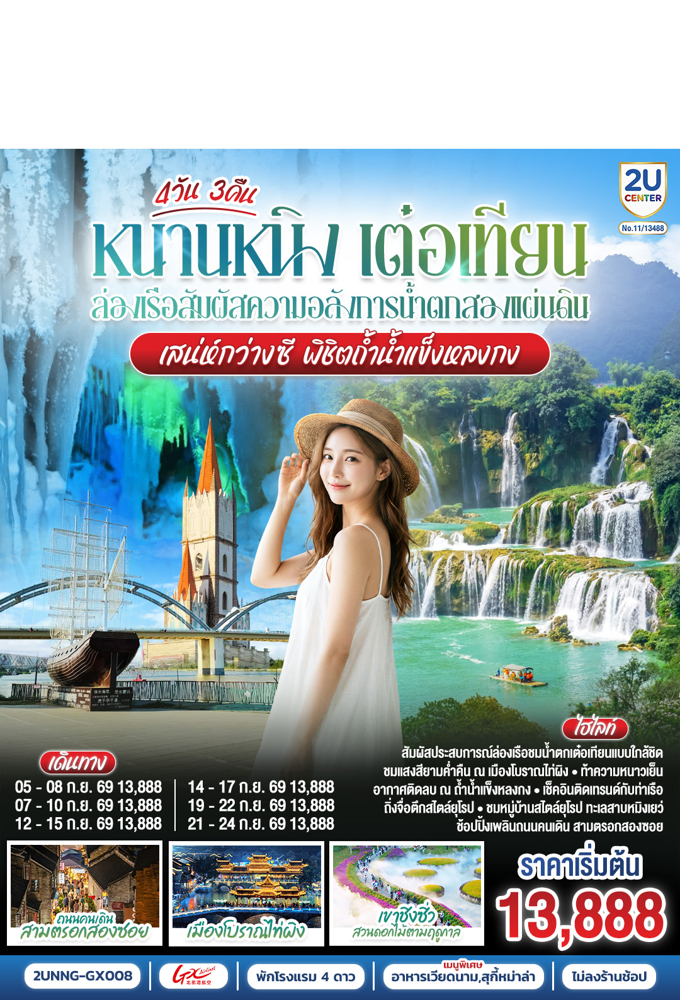 2U
CENTER
No.11/13488
4วัน 3คืน
หนานหนิง เต๋อเทียน
ล่องเรือสัมผัสความอลังการน้ำตกสองแผ่นดิน
เสน่ห์กว่างซี พิชิตถ้ำน้ำแข็งหลงกง
ไฮไลท์
สัมผัสประสบการณ์ล่องเรือชมน้ำตกเต๋อเทียนแบบใกล้ชิด
ชมแสงสียามค่ำคืน ณ เมืองโบราณไท่ผิง • ท้าความหนาวเย็น
อากาศติดลบ ณ ถ้ำน้ำแข็งหลงกง • เช็คอินติดเทรนด์กับท่าเรือ
ถิ่งจื่อตึกสไตล์ยุโรป • ชมหมู่บ้านสไตล์ยุโรป ทะเลสาบหมิงเยว่
ช้อปปิ้งเพลินถนนคนเดิน สามตรอกสองซอย
เดินทาง
05 - 08 ก.ย. 69 13,888
07 - 10 ก.ย. 69 13,888
12 - 15 ก.ย. 69 13,888
14 - 17 ก.ย. 69 13,888
19 - 22 ก.ย. 69 13,888
21 - 24 ก.ย. 69 13,888
ถนนคนเดิน
สามตรอกสองซอย
เมืองโบราณไท่ผิง
เขาชิงซิ่ว
สวนดอกไม้ตามฤดูกาล
ราคาเริ่มต้น
13,888
2UNNG-GX008
GX Airlines
北部湾航空
พักโรงแรม 4 ดาว
เมนูพิเศษ
อาหารเวียดนาม,สุกี้หม่าล่า
ไม่ลงร้านช้อป